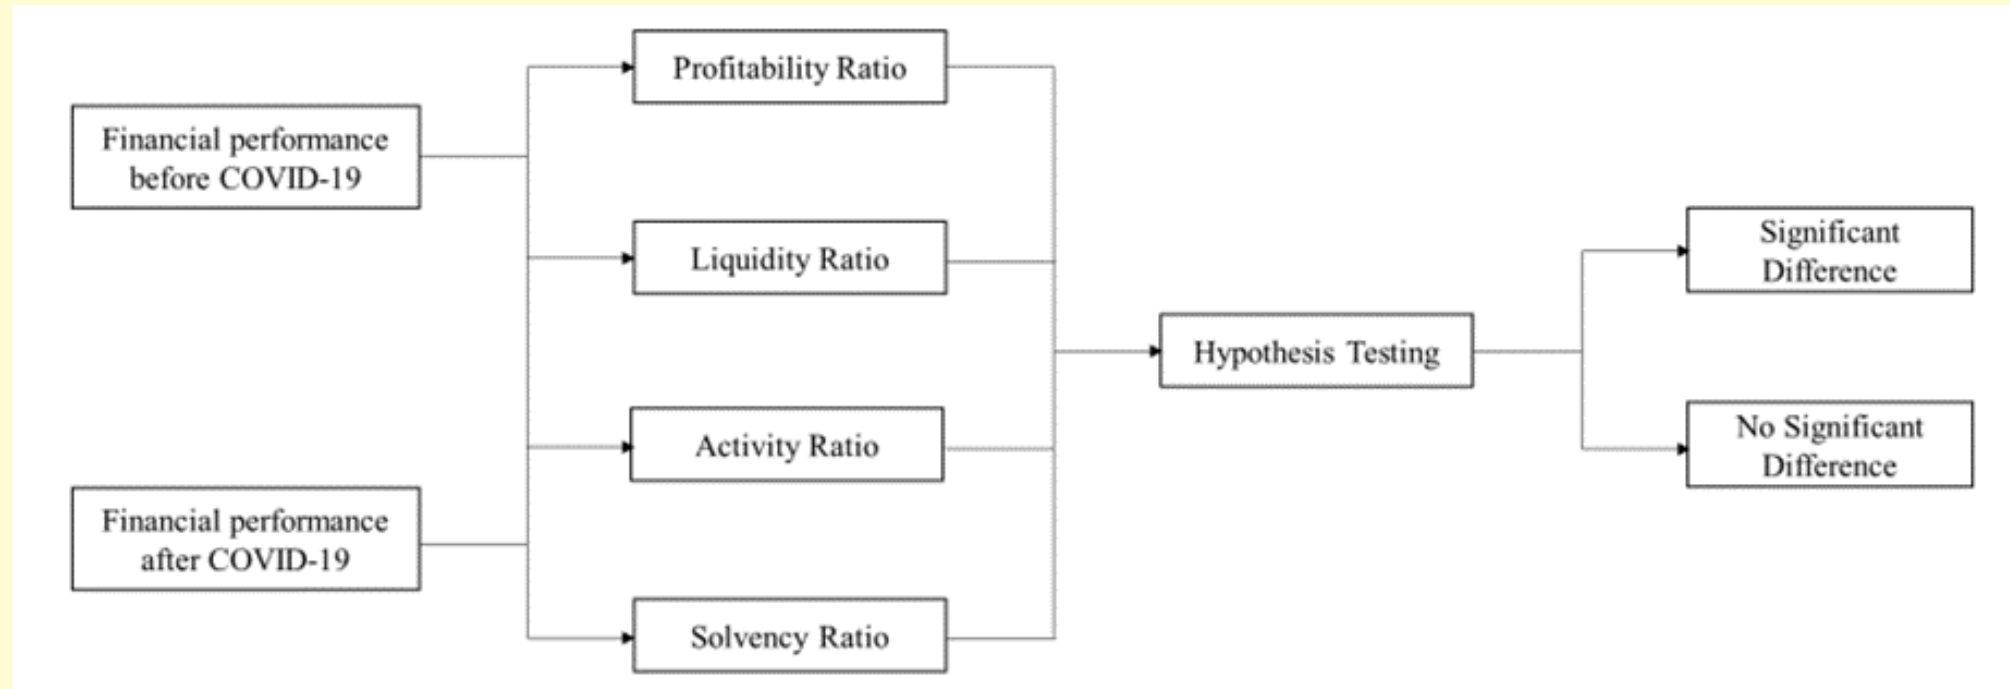 Financial performance
before COVID-19
Financial performance
after COVID-19
Profitability Ratio
Liquidity Ratio
Activity Ratio
Solvency Ratio
Hypothesis Testing
Significant
Difference
No Significant
Difference